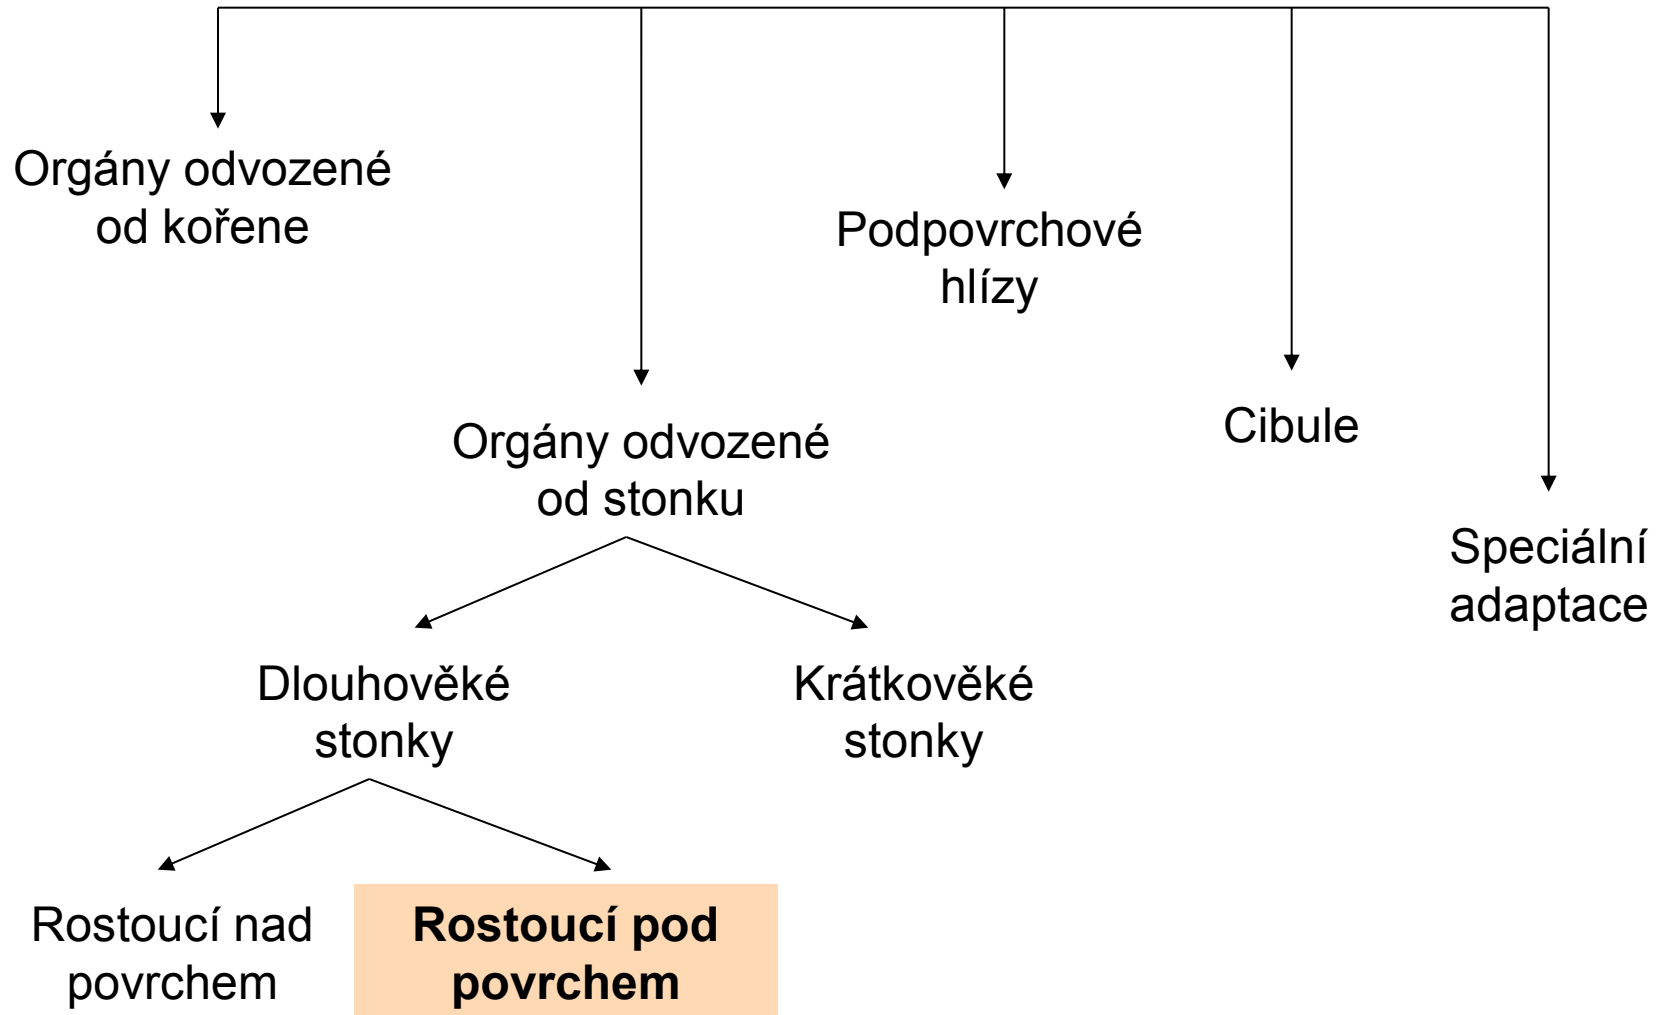 Orgány odvozené
od kořene
Podpovrchové
hlízy
Cibule
Orgány odvozené
od stonku
Speciální
adaptace
Dlouhověké
stonky
Krátkověké
stonky
Rostoucí nad
povrchem
Rostoucí pod
povrchem